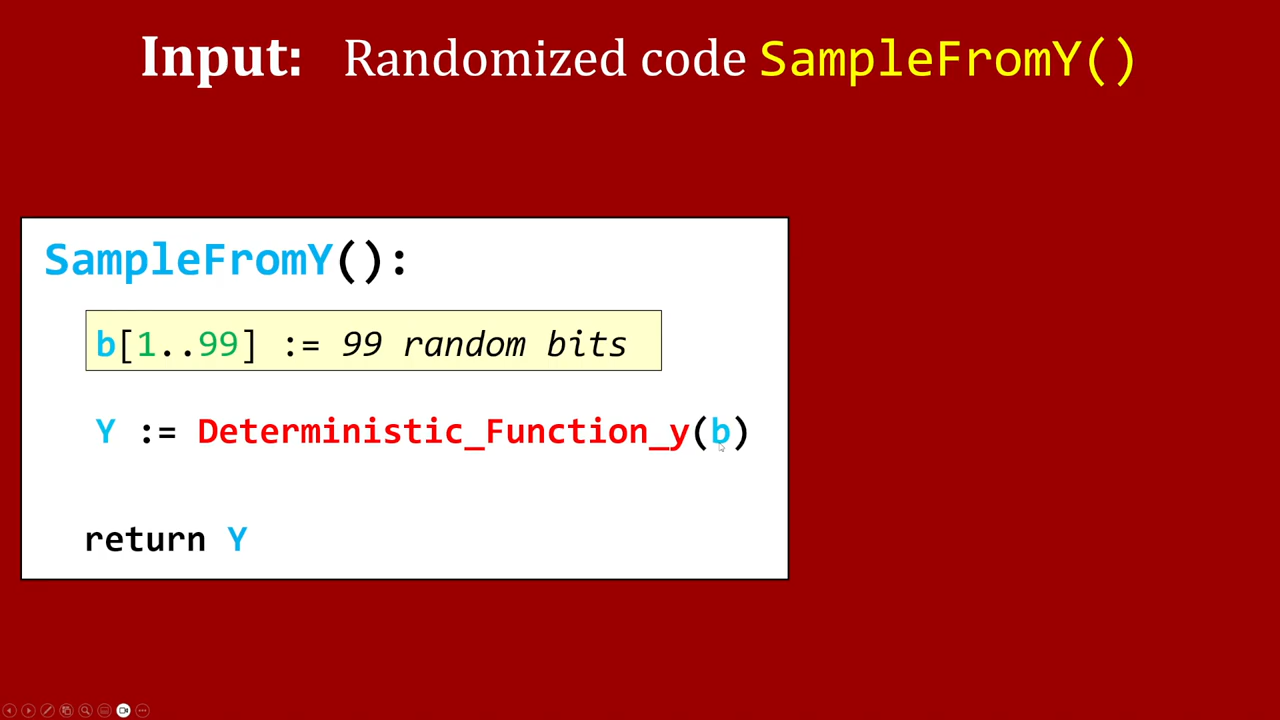 Input: Randomized code SampleFromY()
SampleFromY():
b[1..99] := 99 random bits
Y := Deterministic_Function_y(b)
return Y